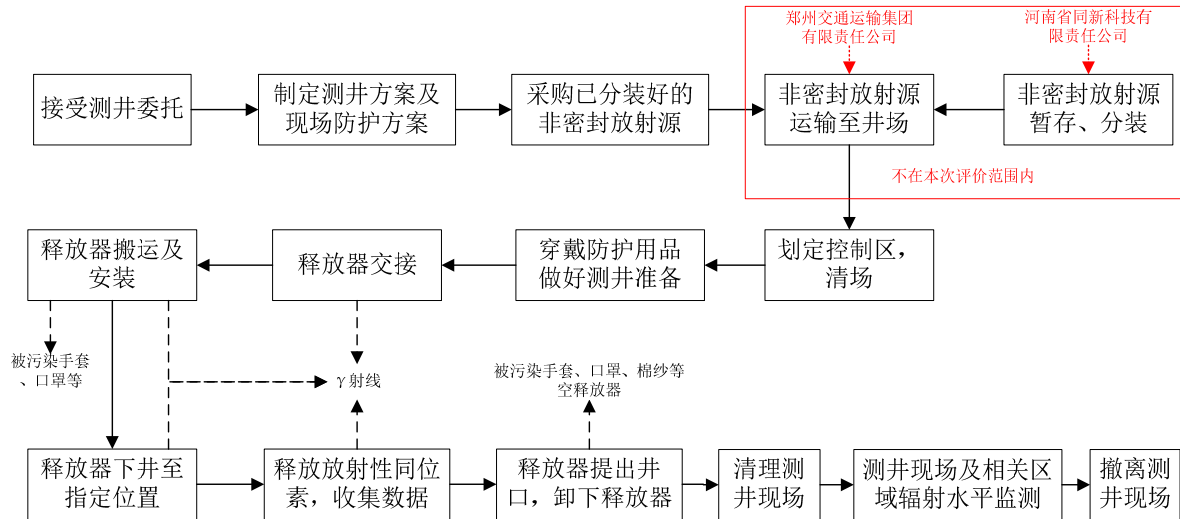 郑州交通运输集团
有限责任公司
河南省同新科技有
限责任公司
接受测井委托
制定测井方案及
现场防护方案
采购已分装好的
非密封放射源
非密封放射源
运输至井场
非密封放射源
暂存、分装
不在本次评价范围内
释放器搬运及
安装
释放器交接
穿戴防护用品
做好测井准备
划定控制区，
清场
被污染手套
、口罩等
γ射线
被污染手套、口罩、棉纱等
空释放器
释放器下井至
指定位置
释放放射性同位
素，收集数据
释放器提出井
口，卸下释放器
清理测
井现场
测井现场及相关区
域辐射水平监测
撤离测
井现场